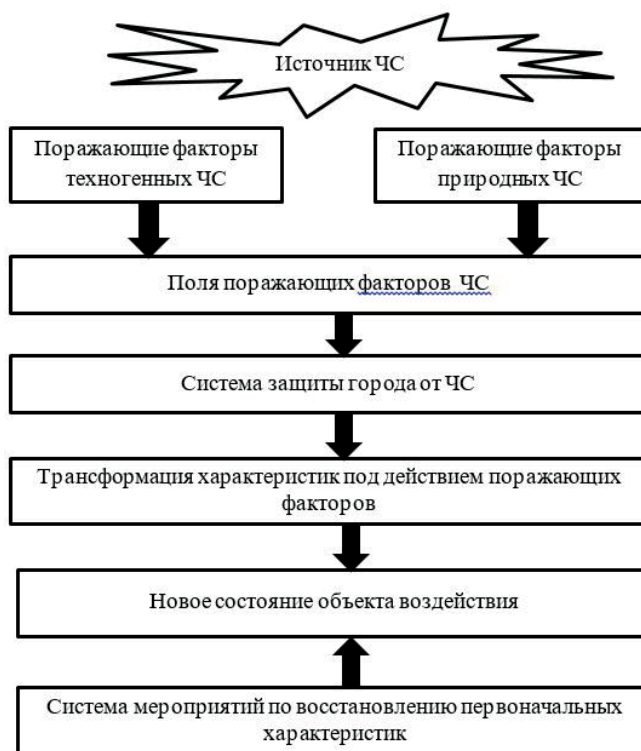 Источник ЧС
Поражающие факторы
техногенных ЧС
Поражающие факторы
природных ЧС
Поля поражающих факторов ЧС
Система защиты города от ЧС
Трансформация характеристик под действием поражающих
факторов
Новое состояние объекта воздействия
Система мероприятий по восстановлению первоначальных
характеристик